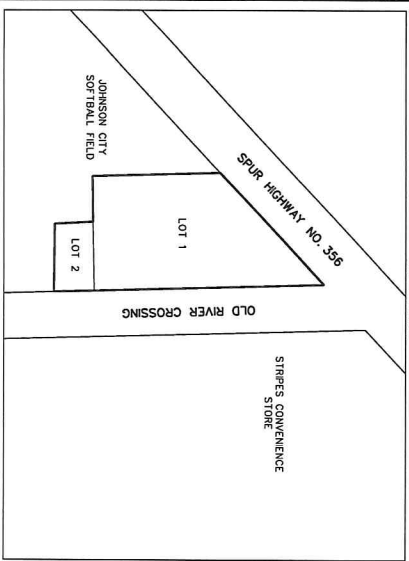 SPUR HIGHWAY NO. 356
JOHNSON CITY
SOFTBALL FIELD
LOT 1
LOT 2
OLD RIVER CROSSING
STRIPES CONVENIENCE
STORE